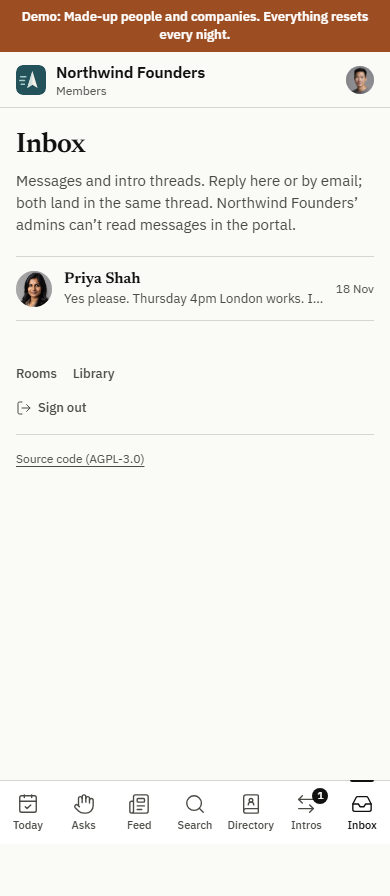 Demo: Made-up people and companies. Everything resets
every night.
Northwind Founders
Members
Inbox
Messages and intro threads. Reply here or by email;
both land in the same thread. Northwind Founders’
admins can’t read messages in the portal.
Priya Shah
Yes please. Thursday 4pm London works. I…
18 Nov
Rooms Library
Sign out
Source code (AGPL-3.0)
1
Today Asks Feed Search Directory Intros Inbox